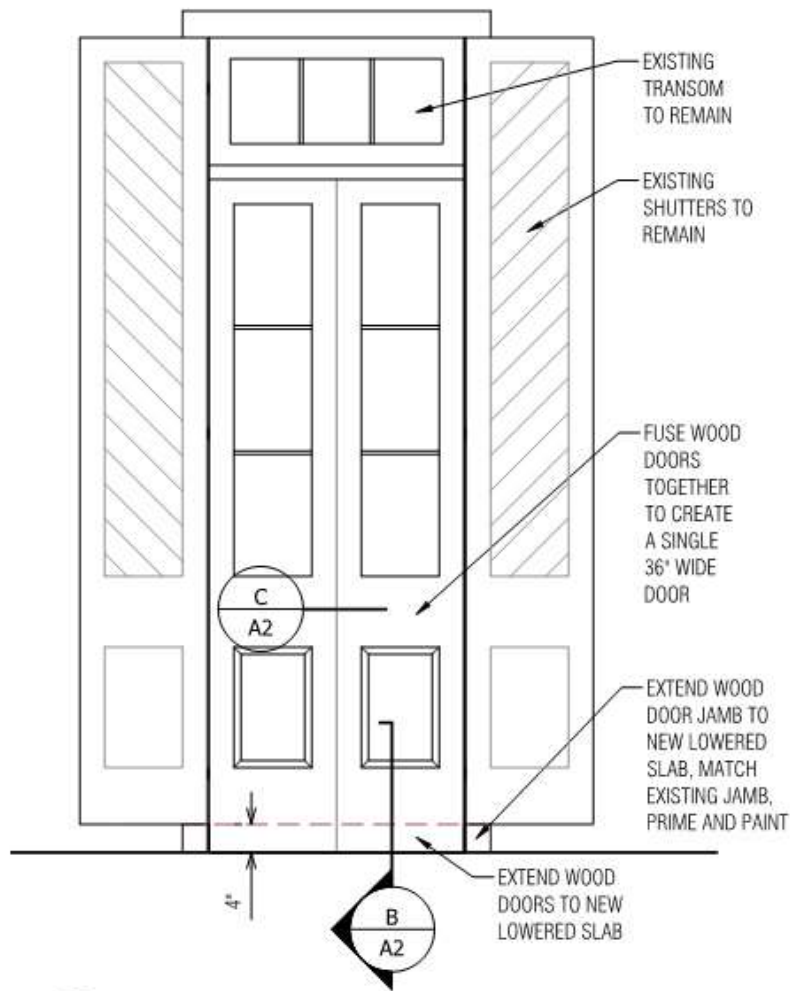 EXISTING
TRANSOM
TO REMAIN
EXISTING
SHUTTERS TO
REMAIN
FUSE WOOD
DOORS
TOGETHER
TO CREATE
A SINGLE
36" WIDE
DOOR
C
A2
EXTEND WOOD
DOOR JAMB TO
NEW LOWERED
SLAB, MATCH
EXISTING JAMB,
PRIME AND PAINT
4"
EXTEND WOOD
DOORS TO NEW
LOWERED SLAB
B
A2